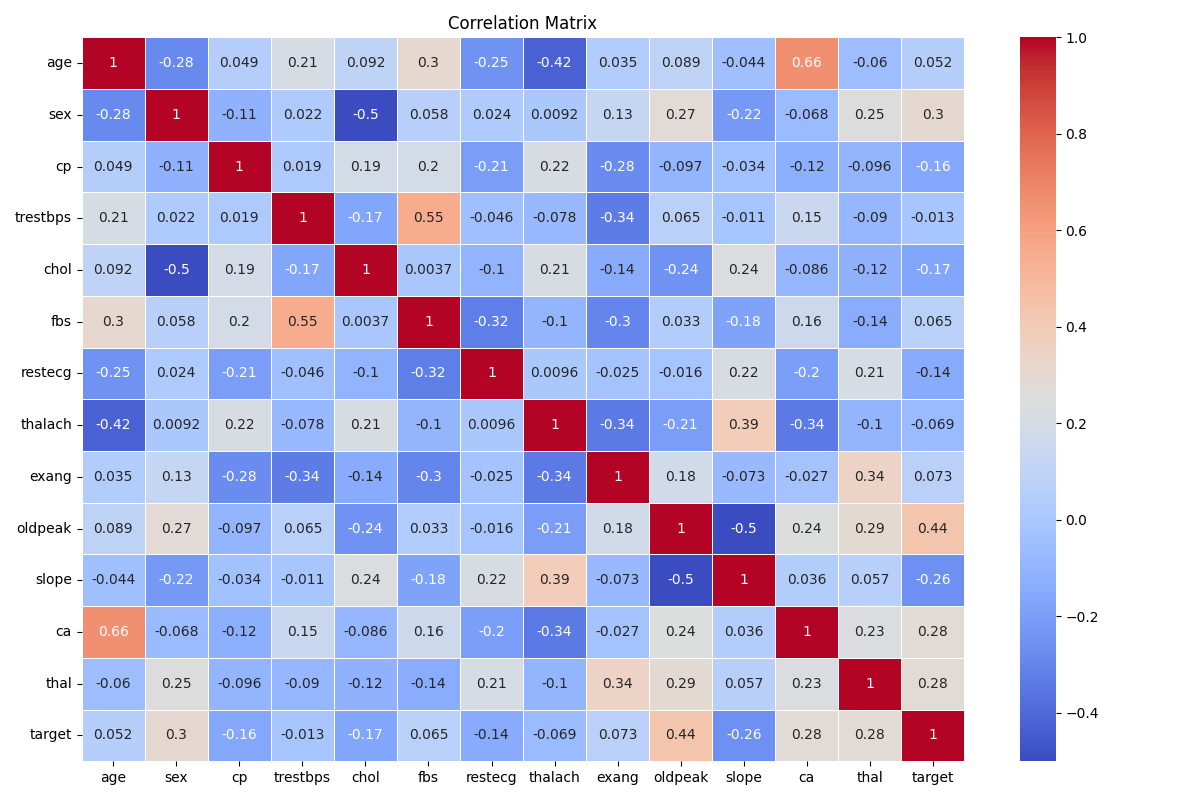 Correlation Matrix
age 1 -0.28 0.049 0.21 0.092 0.3 -0.25 -0.42 0.035 0.089 -0.044 0.66 -0.06 0.052
sex -0.28 1 -0.11 0.022 -0.5 0.058 0.024 0.0092 0.13 0.27 -0.22 -0.068 0.25 0.3
cp 0.049 -0.11 1 0.019 0.19 0.2 -0.21 0.22 -0.28 -0.097 -0.034 -0.12 -0.096 -0.16
trestbps 0.21 0.022 0.019 1 -0.17 0.55 -0.046 -0.078 -0.34 0.065 -0.011 0.15 -0.09 -0.013
chol 0.092 -0.5 0.19 -0.17 1 0.0037 -0.1 0.21 -0.14 -0.24 0.24 -0.086 -0.12 -0.17
fbs 0.3 0.058 0.2 0.55 0.0037 1 -0.32 -0.1 -0.3 0.033 -0.18 0.16 -0.14 0.065
restecg -0.25 0.024 -0.21 -0.046 -0.1 -0.32 1 0.0096 -0.025 -0.016 0.22 -0.2 0.21 -0.14
thalach -0.42 0.0092 0.22 -0.078 0.21 -0.1 0.0096 1 -0.34 -0.21 0.39 -0.34 -0.1 -0.069
exang 0.035 0.13 -0.28 -0.34 -0.14 -0.3 -0.025 -0.34 1 0.18 -0.073 -0.027 0.34 0.073
oldpeak 0.089 0.27 -0.097 0.065 -0.24 0.033 -0.016 -0.21 0.18 1 -0.5 0.24 0.29 0.44
slope -0.044 -0.22 -0.034 -0.011 0.24 -0.18 0.22 0.39 -0.073 -0.5 1 0.036 0.057 -0.26
ca 0.66 -0.068 -0.12 0.15 -0.086 0.16 -0.2 -0.34 -0.027 0.24 0.036 1 0.23 0.28
thal -0.06 0.25 -0.096 -0.09 -0.12 -0.14 0.21 -0.1 0.34 0.29 0.057 0.23 1 0.28
target 0.052 0.3 -0.16 -0.013 -0.17 0.065 -0.14 -0.069 0.073 0.44 -0.26 0.28 0.28 1
age sex cp trestbps chol fbs restecg thalach exang oldpeak slope ca thal target
1.0
0.8
0.6
0.4
0.2
0.0
−0.2
−0.4